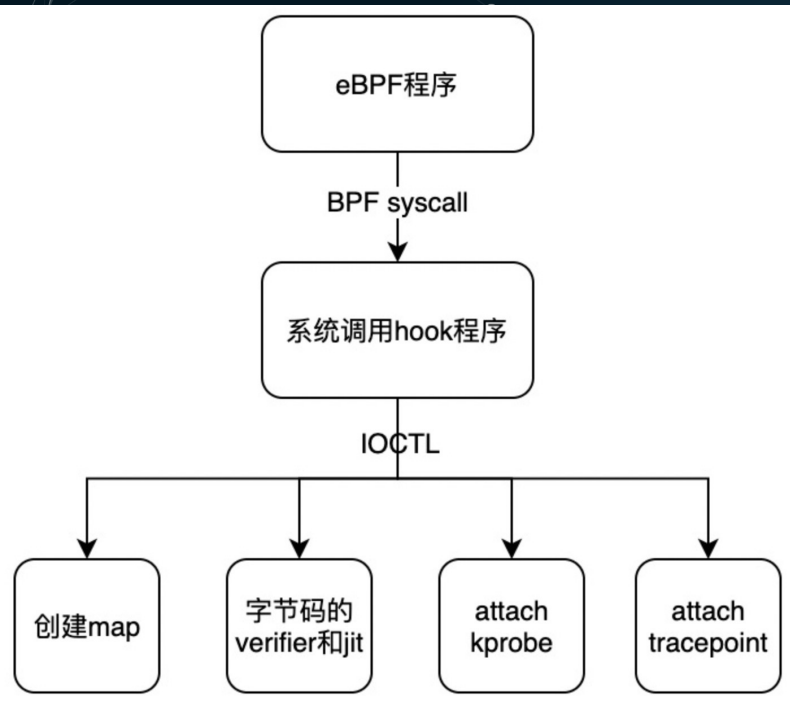 eBPF程序
BPF syscall
系统调用hook程序
IOCTL
创建map
字节码的
verifier和jit
attach
kprobe
attach
tracepoint